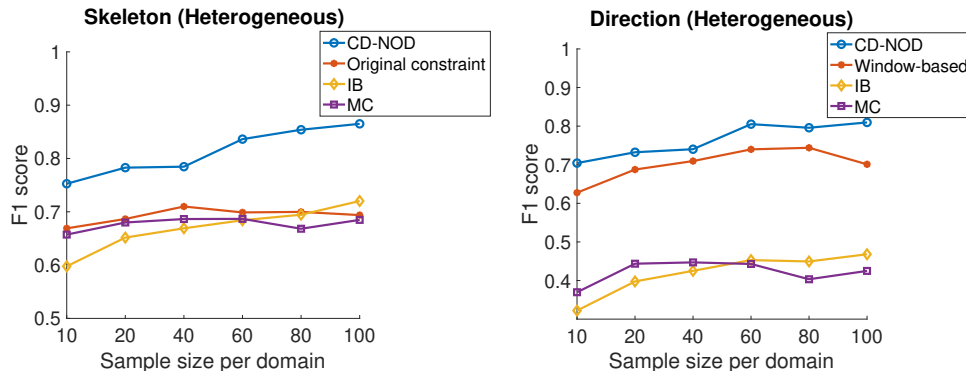 Skeleton (Heterogeneous)
CD-NOD
Original constraint
IB
MC
F1 score
1
0.9
0.8
0.7
0.6
0.5
10 20 40 60 80 100
Sample size per domain
Direction (Heterogeneous)
CD-NOD
Window-based
IB
MC
F1 score
1
0.9
0.8
0.7
0.6
0.5
0.4
10 20 40 60 80 100
Sample size per domain